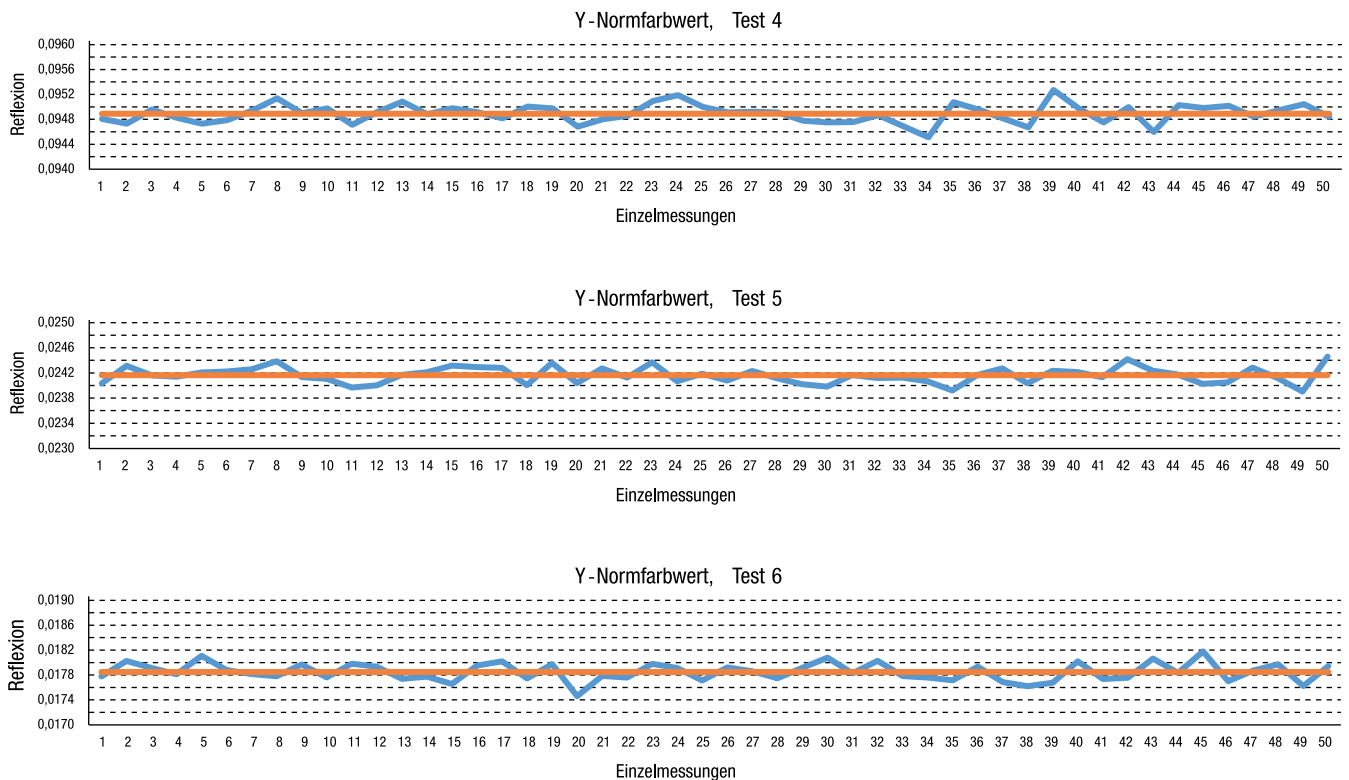 Y-Normfarbwert, Test 4
Reflexion
0,0960
0,0956
0,0952
0,0948
0,0944
0,0940
1 2 3 4 5 6 7 8 9 10 11 12 13 14 15 16 17 18 19 20 21 22 23 24 25 26 27 28 29 30 31 32 33 34 35 36 37 38 39 40 41 42 43 44 45 46 47 48 49 50
Einzelmessungen
Y-Normfarbwert, Test 5
Reflexion
0,0250
0,0246
0,0242
0,0238
0,0234
0,0230
1 2 3 4 5 6 7 8 9 10 11 12 13 14 15 16 17 18 19 20 21 22 23 24 25 26 27 28 29 30 31 32 33 34 35 36 37 38 39 40 41 42 43 44 45 46 47 48 49 50
Einzelmessungen
Y-Normfarbwert, Test 6
Reflexion
0,0190
0,0186
0,0182
0,0178
0,0174
0,0170
1 2 3 4 5 6 7 8 9 10 11 12 13 14 15 16 17 18 19 20 21 22 23 24 25 26 27 28 29 30 31 32 33 34 35 36 37 38 39 40 41 42 43 44 45 46 47 48 49 50
Einzelmessungen